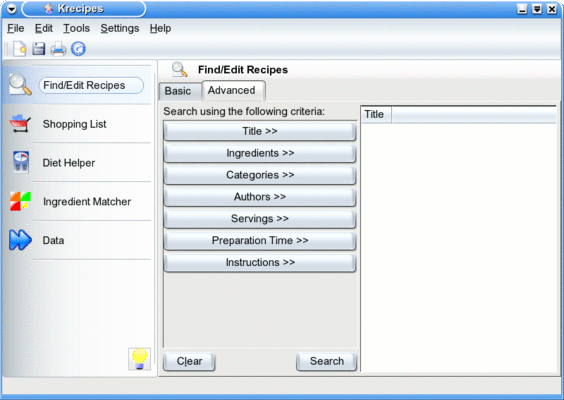 Krecipes
File Edit Tools Settings Help
Find/Edit Recipes
Shopping List
Diet Helper
Ingredient Matcher
Data
Find/Edit Recipes
Basic Advanced
Search using the following criteria:
Title >>
Ingredients >>
Categories >>
Authors >>
Servings >>
Preparation Time >>
Instructions >>
Clear Search
Title